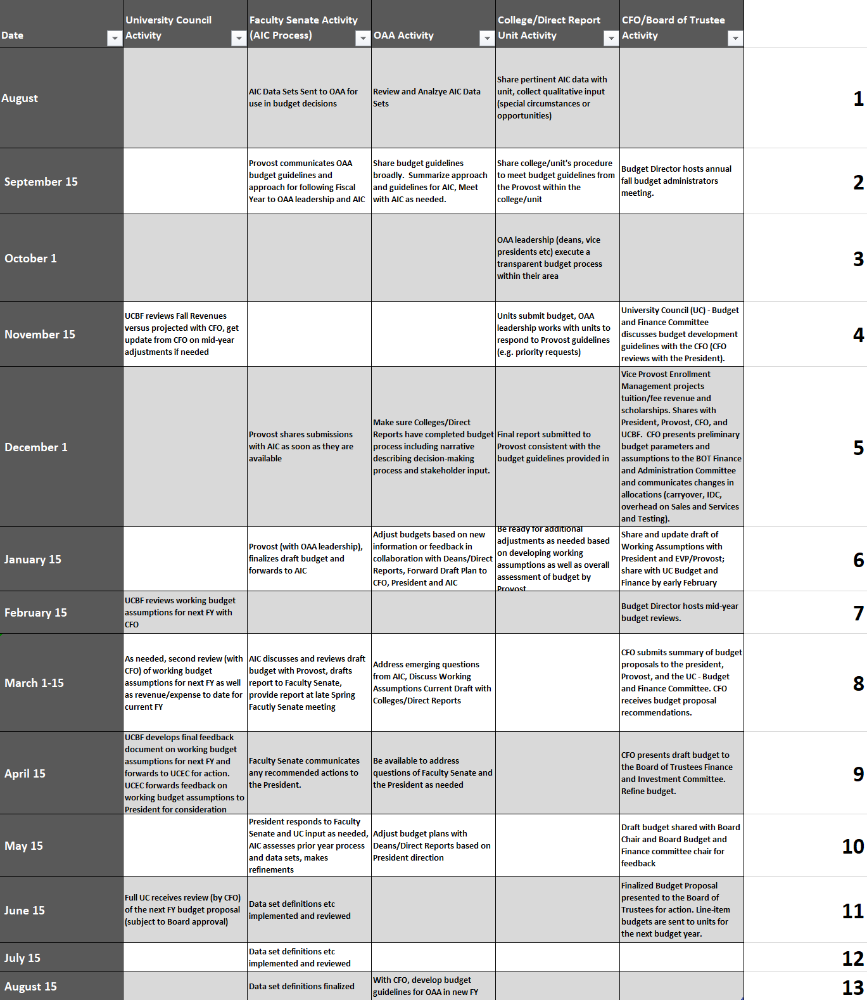 Date
University Council
Activity
Faculty Senate Activity
(AIC Process)
OAA Activity
College/Direct Report
Unit Activity
CFO/Board of Trustee
Activity
August
AIC Data Sets Sent to OAA for
use in budget decisions
Review and Analzye AIC Data
Sets
Share pertinent AIC data with
unit, collect qualitative input
(special circumstances or
opportunities)
1
September 15
Provost communicates OAA
budget guidelines and
approach for following Fiscal
Year to OAA leadership and AIC
Share budget guidelines
broadly.  Summarize approach
and guidelines for AIC, Meet
with AIC as needed.
Share college/unit's procedure
to meet budget guidelines from
the Provost within the
college/unit
Budget Director hosts annual
fall budget administrators
meeting.
2
October 1
OAA leadership (deans, vice
presidents etc) execute a
transparent budget process
within their area
3
November 15
UCBF reviews Fall Revenues
versus projected with CFO, get
update from CFO on mid-year
adjustments if needed
Units submit budget, OAA
leadership works with units to
respond to Provost guidelines
(e.g. priority requests)
University Council (UC) - Budget
and Finance Committee
discusses budget development
guidelines with the CFO (CFO
reviews with the President).
4
December 1
Provost shares submissions
with AIC as soon as they are
available
Make sure Colleges/Direct
Reports have completed budget
process including narrative
describing decision-making
process and stakeholder input.
Final report submitted to
Provost consistent with the
budget guidelines provided in
Vice Provost Enrollment
Management projects
tuition/fee revenue and
scholarships. Shares with
President, Provost, CFO, and
UCBF.  CFO presents preliminary
budget parameters and
assumptions to the BOT Finance
and Administration Committee
and communicates changes in
allocations (carryover, IDC,
overhead on Sales and Services
and Testing).
5
January 15
Provost (with OAA leadership),
finalizes draft budget and
forwards to AIC
Adjust budgets based on new
information or feedback in
collaboration with Deans/Direct
Reports, Forward Draft Plan to
CFO, President and AIC
Be ready for additional
adjustments as needed based
on developing working
assumptions as well as overall
assessment of budget by
Provost
Share and update draft of
Working Assumptions with
President and EVP/Provost;
share with UC Budget and
Finance by early February
6
February 15
UCBF reviews working budget
assumptions for next FY with
CFO
Budget Director hosts mid-year
budget reviews.
7
March 1-15
As needed, second review (with
CFO) of working budget
assumptions for next FY as well
as revenue/expense to date for
current FY
AIC discusses and reviews draft
budget with Provost, drafts
report to Faculty Senate,
provide report at late Spring
Facutly Senate meeting
Address emerging questions
from AIC, Discuss Working
Assumptions Current Draft with
Colleges/Direct Reports
CFO submits summary of budget
proposals to the president,
Provost, and the UC - Budget
and Finance Committee. CFO
receives budget proposal
recommendations.
8
April 15
UCBF develops final feedback
document on working budget
assumptions for next FY and
forwards to UCEC for action.
UCEC forwards feedback on
working budget assumptions to
President for consideration
Faculty Senate communicates
any recommended actions to
the President.
Be available to address
questions of Faculty Senate and
the President as needed
CFO presents draft budget to
the Board of Trustees Finance
and Investment Committee.
Refine budget.
9
May 15
President responds to Faculty
Senate and UC input as needed,
AIC assesses prior year process
and data sets, makes
refinements
Adjust budget plans with
Deans/Direct Reports based on
President direction
Draft budget shared with Board
Chair and Board Budget and
Finance committee chair for
feedback
10
June 15
Full UC receives review (by CFO)
of the next FY budget proposal
(subject to Board approval)
Data set definitions etc
implemented and reviewed
Finalized Budget Proposal
presented to the Board of
Trustees for action. Line-item
budgets are sent to units for
the next budget year.
11
July 15
Data set definitions etc
implemented and reviewed
12
August 15
Data set definitions finalized
With CFO, develop budget
guidelines for OAA in new FY
13